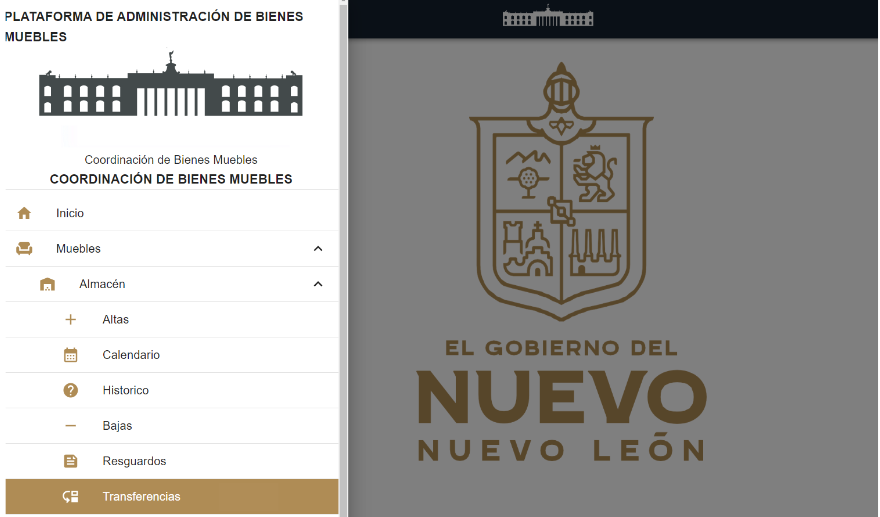 PLATAFORMA DE ADMINISTRACIÓN DE BIENES
MUEBLES
Coordinación de Bienes Muebles
COORDINACIÓN DE BIENES MUEBLES
Inicio
Muebles
Almacén
Altas
Calendario
Historico
Bajas
Resguardos
Transferencias
EL GOBIERNO DEL
NUEVO
NUEVO LEÓN